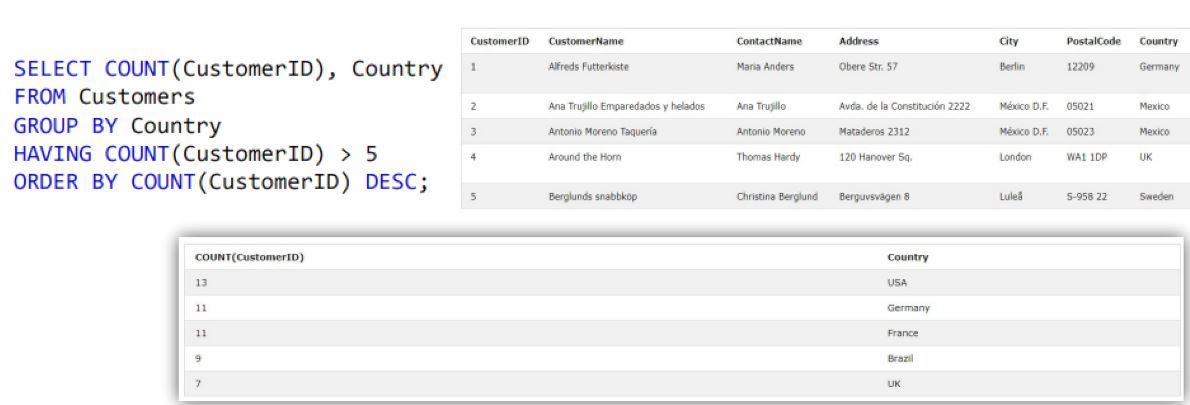 SELECT COUNT(CustomerID), Country
FROM Customers
GROUP BY Country
HAVING COUNT(CustomerID) > 5
ORDER BY COUNT(CustomerID) DESC;
CustomerID CustomerName ContactName Address City PostalCode Country
1 Alfreds Futterkiste Maria Anders Obere Str. 57 Berlin 12209 Germany
2 Ana Trujillo Emparedados y helados Ana Trujillo Avda. de la Constitución 2222 México D.F. 05021 Mexico
3 Antonio Moreno Taquería Antonio Moreno Mataderos 2312 México D.F. 05023 Mexico
4 Around the Horn Thomas Hardy 120 Hanover Sq. London WA1 1DP UK
5 Berglunds snabbköp Christina Berglund Berguvsvägen 8 Luleå S-958 22 Sweden
COUNT(CustomerID) Country
13 USA
11 Germany
11 France
9 Brazil
7 UK